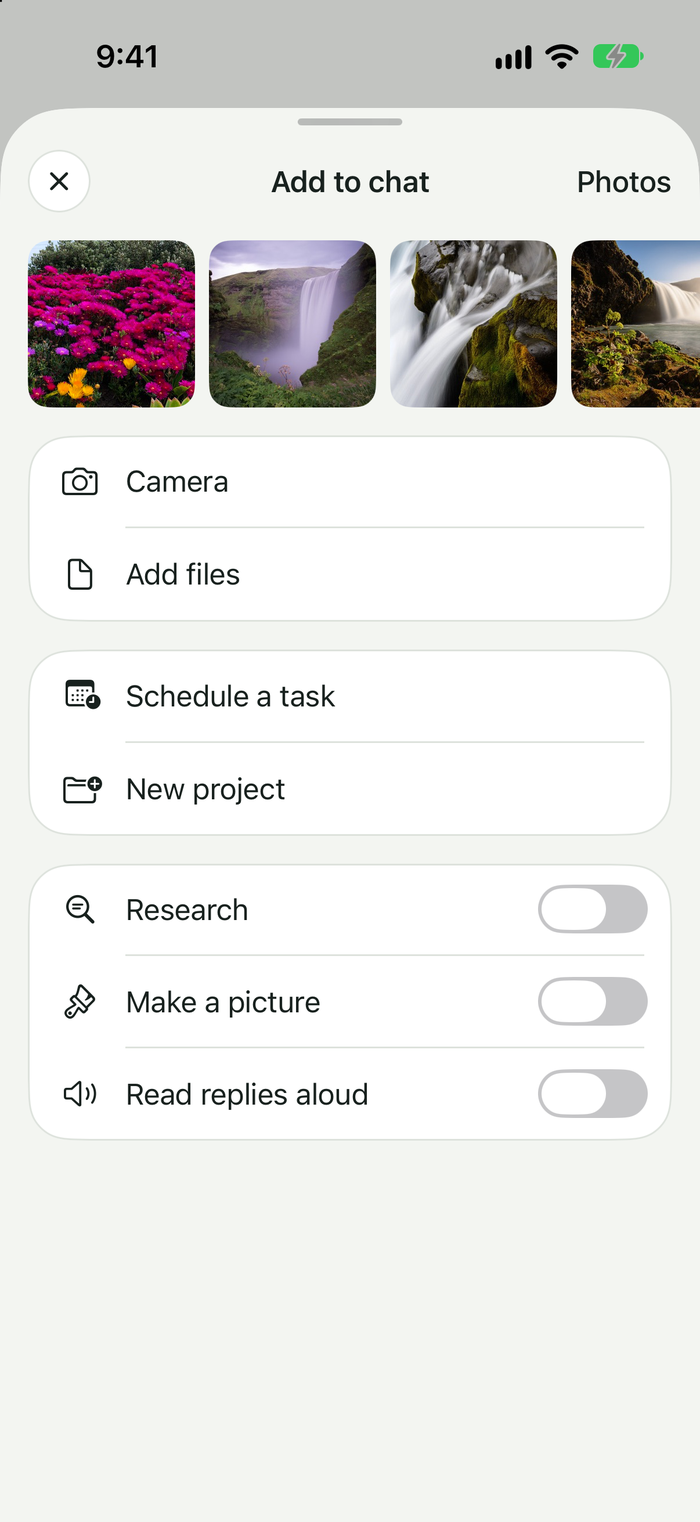 9:41
Add to chat
Photos
Camera
Add files
Schedule a task
New project
Research
Make a picture
Read replies aloud